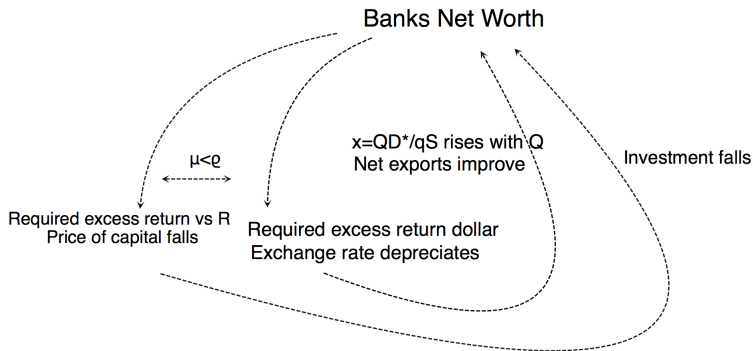 Banks Net Worth
x=QD*/qS rises with Q
Net exports improve
Investment falls
μ<ϱ
Required excess return vs R
Price of capital falls
Required excess return dollar
Exchange rate depreciates